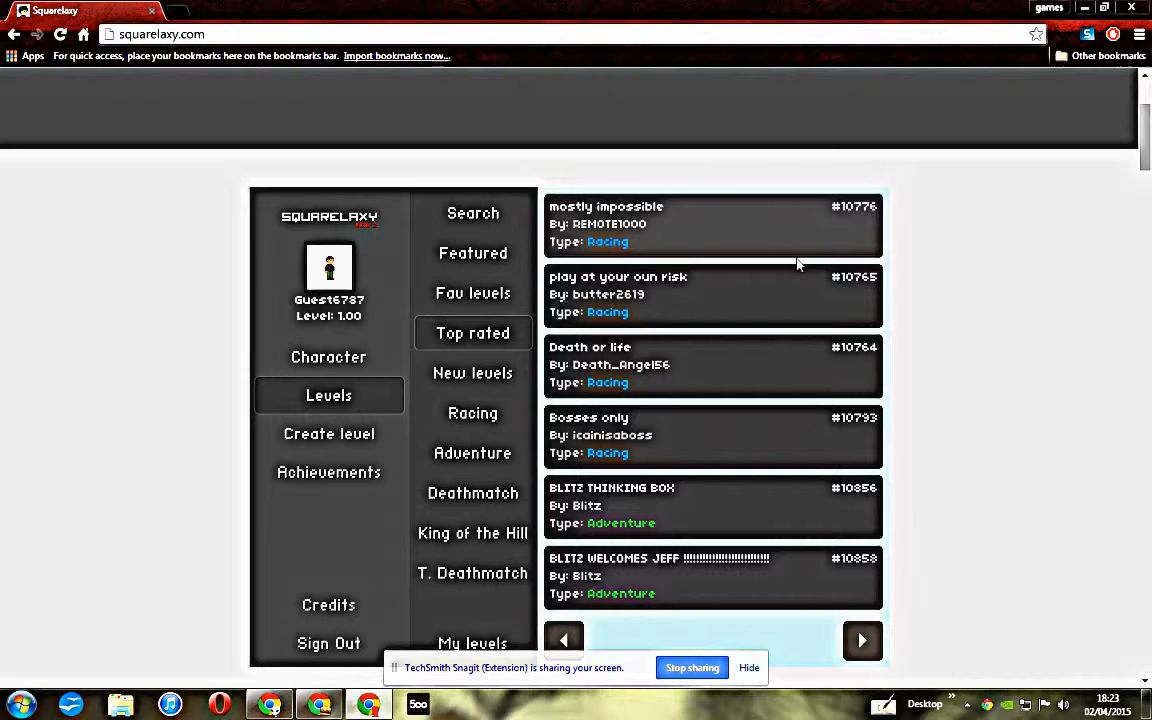 Squarelaxy
games
squarelaxy.com
Apps For quick access, place your bookmarks here on the bookmarks bar. Import bookmarks now...
Other bookmarks
SQUARELAXY
Guest6787
Level: 1.00
Character
Levels
Create level
Achievements
Credits
Sign Out
Search
Featured
Fav levels
Top rated
New levels
Racing
Adventure
Deathmatch
King of the Hill
T. Deathmatch
My levels
mostly impossible #10776
By: REMOTE1000
Type: Racing
play at your oun risk #10765
By: butter2619
Type: Racing
Death or life #10764
By: Death_Angel56
Type: Racing
Bosses only #10793
By: icainisaboss
Type: Racing
BLITZ THINKING BOX #10856
By: Blitz
Type: Adventure
BLITZ WELCOMES JEFF !!!!!!!!!!!!!!!!!!!!!!!!!!! #10858
By: Blitz
Type: Adventure
TechSmith Snagit (Extension) is sharing your screen. Stop sharing Hide
500
Desktop
18:23
02/04/2015